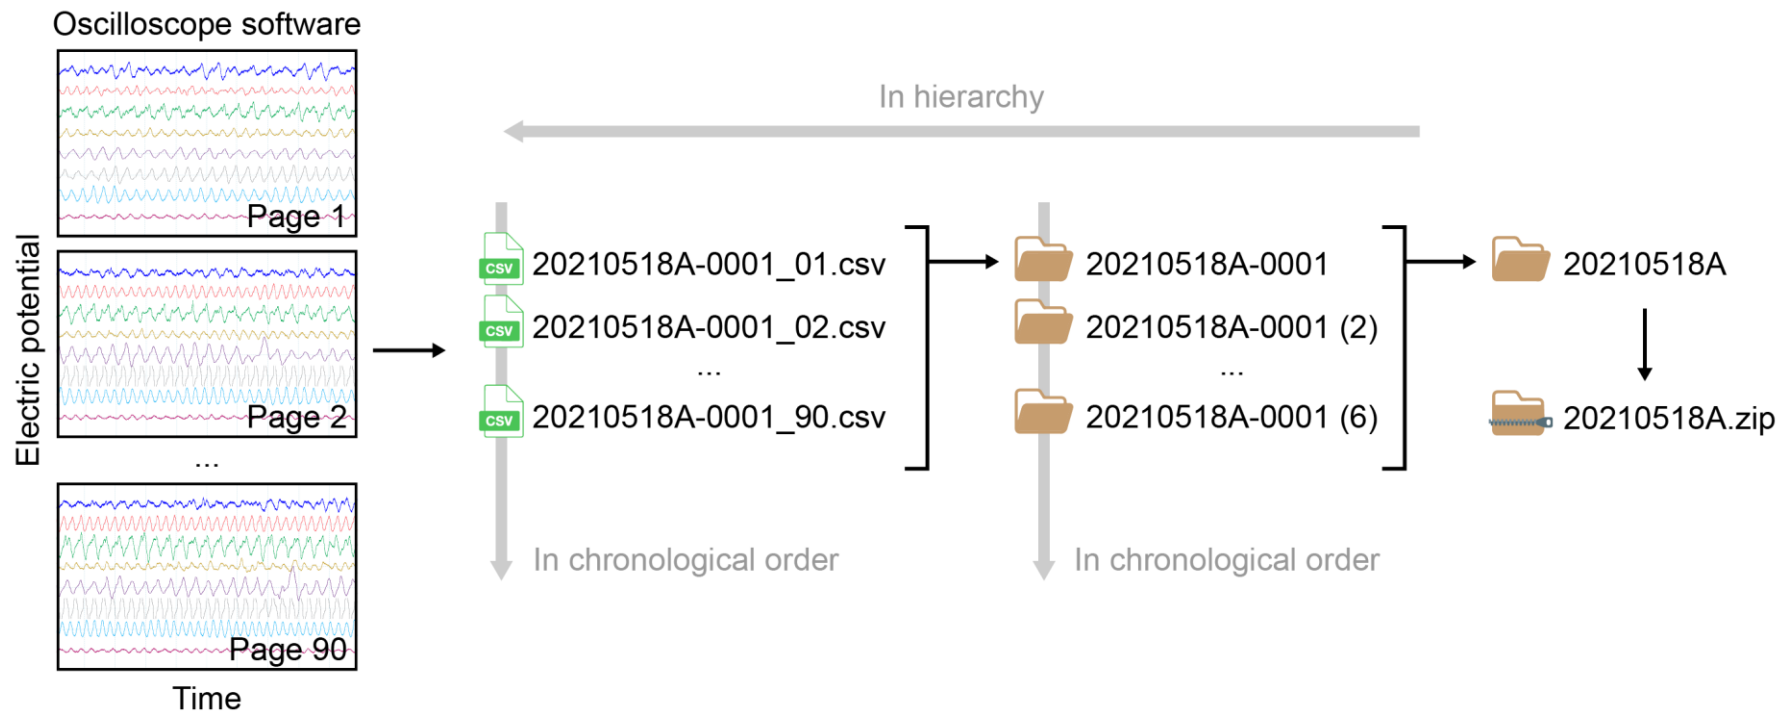 Oscilloscope software
Page 1
Page 2
...
Page 90
Electric potential
Time
In hierarchy
CSV 20210518A-0001_01.csv
CSV 20210518A-0001_02.csv
...
CSV 20210518A-0001_90.csv
In chronological order
20210518A-0001
20210518A-0001 (2)
...
20210518A-0001 (6)
In chronological order
20210518A
20210518A.zip